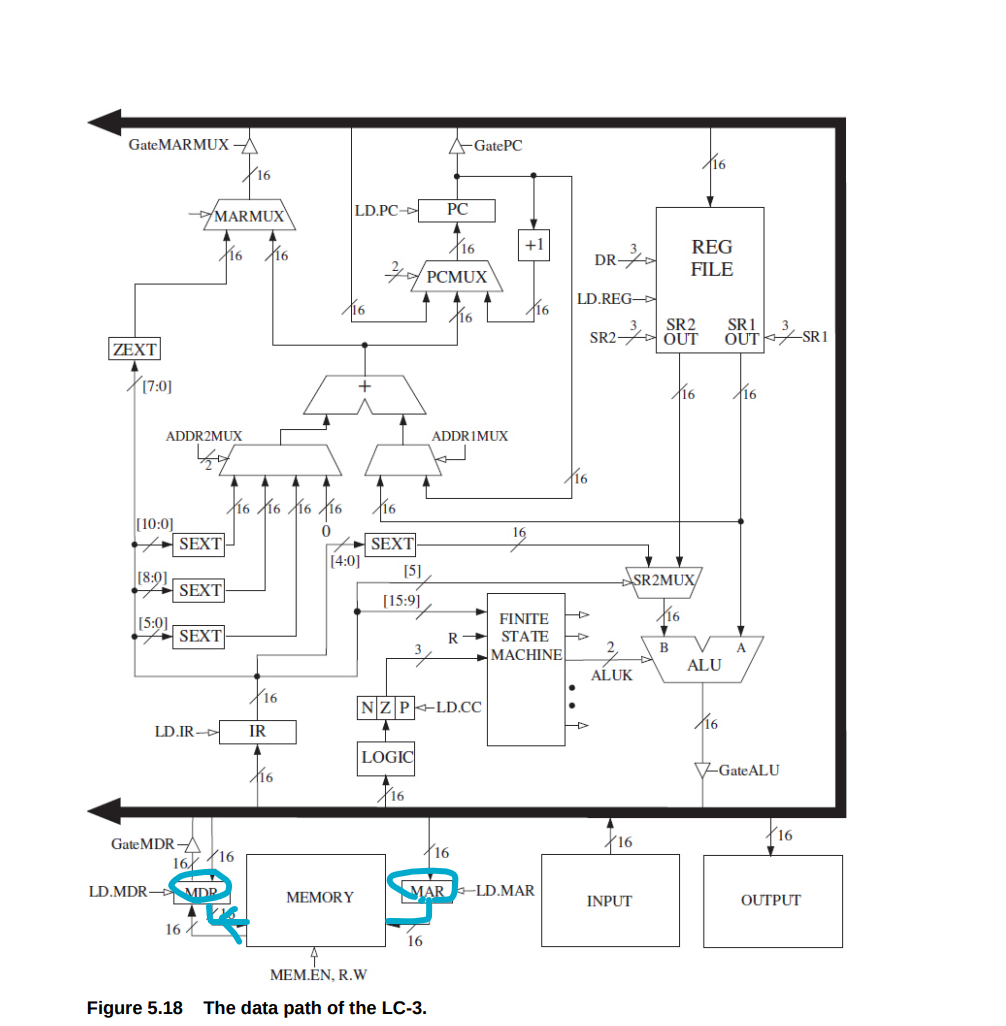 GateMARMUX
GatePC
16
16
MARMUX
LD.PC
PC
+1
REG
FILE
16
16
16
2
PCMUX
DR
3
LD.REG
16
16
16
SR2
3
SR2
OUT
SR1
OUT
3
SR1
ZEXT
[7:0]
+
16
16
ADDR2MUX
2
ADDR1MUX
16
16
16
16
16
16
0
[10:0]
SEXT
[4:0]
SEXT
16
[8:0]
SEXT
[5]
SR2MUX
[15:9]
16
[5:0]
SEXT
R
FINITE
STATE
MACHINE
3
2
ALUK
B
A
ALU
16
N Z P
LD.CC
16
LD.IR
IR
LOGIC
GateALU
16
16
GateMDR
16
16
16
16
16
LD.MDR
MDR
MEMORY
MAR
LD.MAR
INPUT
OUTPUT
16
16
16
MEM.EN, R.W
Figure 5.18 The data path of the LC-3.